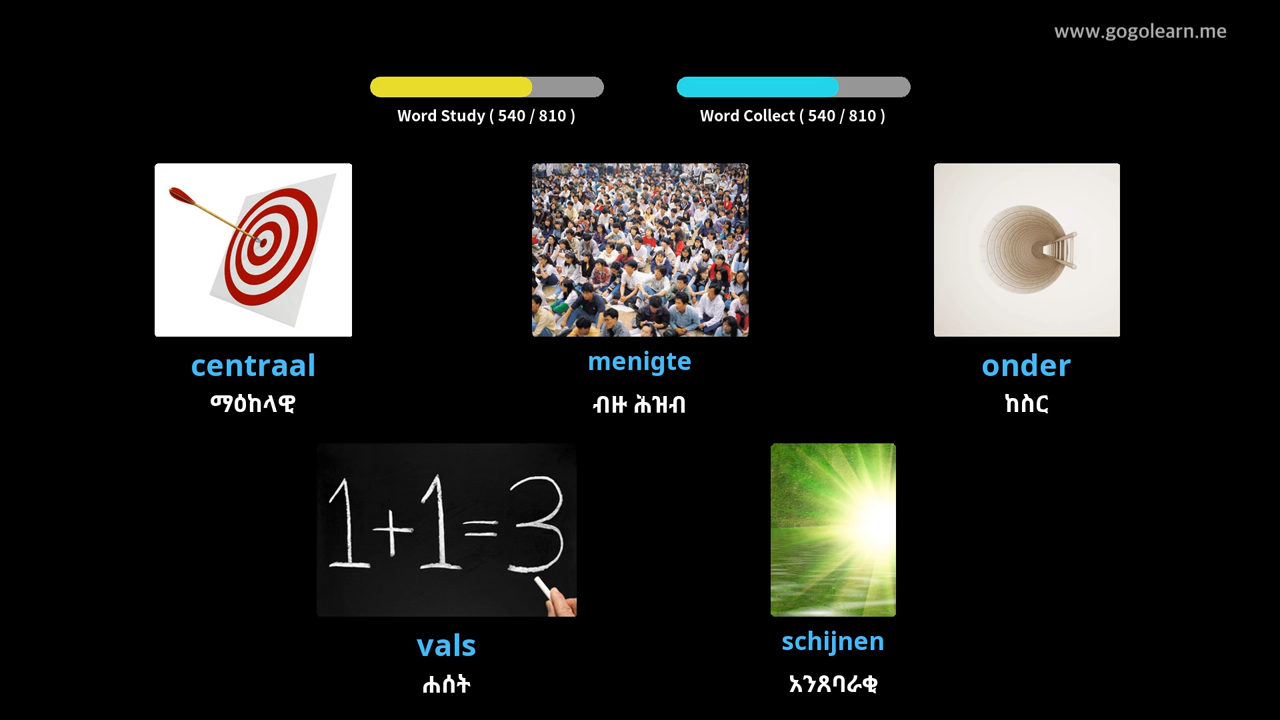 www.gogolearn.me
Word Study ( 540 / 810 )
Word Collect ( 540 / 810 )
centraal
ማዕከላዊ
menigte
ብዙ ሕዝብ
onder
ከስር
1+1=3
vals
ሐሰት
schijnen
አንጸባራቂ